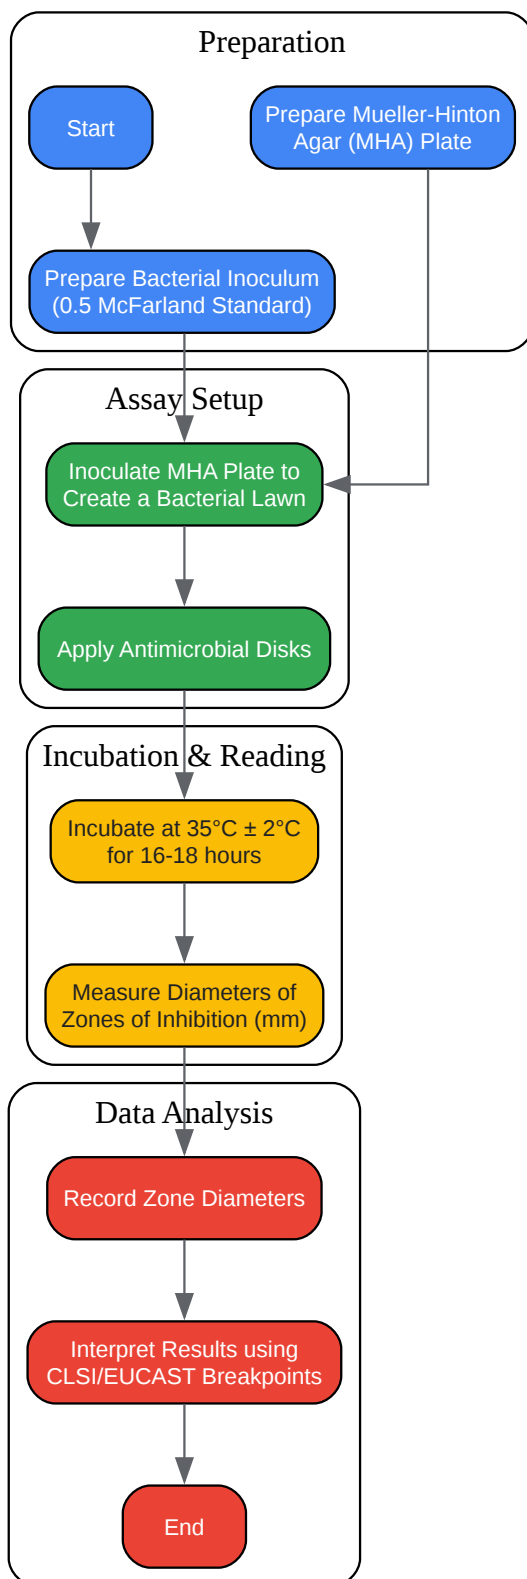 Preparation
Start
Prepare Mueller-Hinton
Agar (MHA) Plate
Prepare Bacterial Inoculum
(0.5 McFarland Standard)
Assay Setup
Inoculate MHA Plate to
Create a Bacterial Lawn
Apply Antimicrobial Disks
Incubation & Reading
Incubate at 35°C ± 2°C
for 16-18 hours
Measure Diameters of
Zones of Inhibition (mm)
Data Analysis
Record Zone Diameters
Interpret Results using
CLSI/EUCAST Breakpoints
End